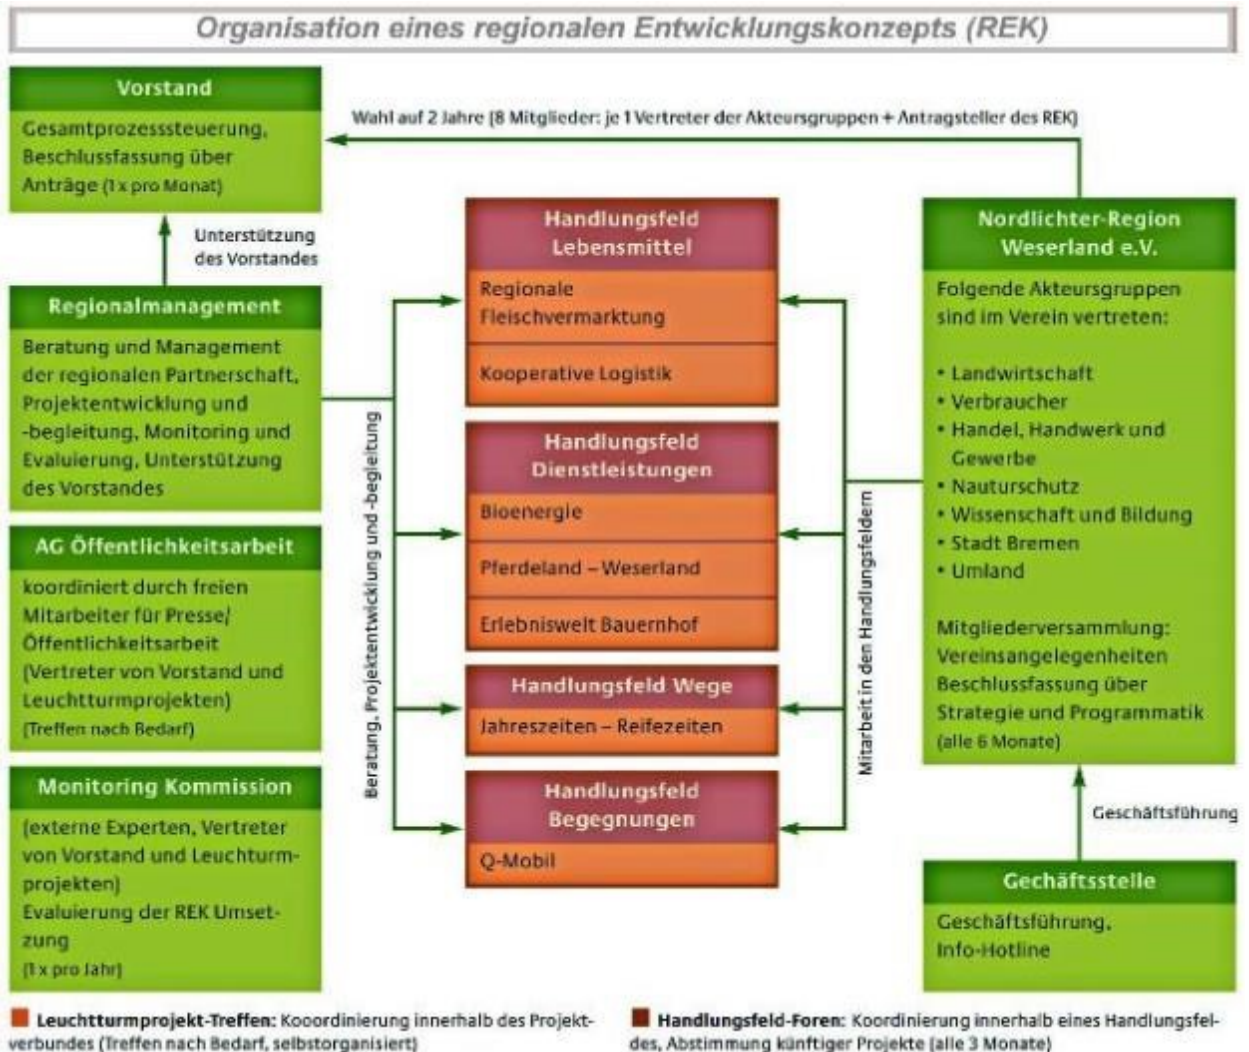 Organisation eines regionalen Entwicklungskonzepts (REK)
Vorstand
Gesamtprozesssteuerung,
Beschlussfassung über
Anträge (1 x pro Monat)
Wahl auf 2 Jahre (8 Mitglieder: je 1 Vertreter der Akteursgruppen + Antragsteller des REK)
Unterstützung
des Vorstandes
Regionalmanagement
Beratung und Management
der regionalen Partnerschaft,
Projektentwicklung und
-begleitung, Monitoring und
Evaluierung, Unterstützung
des Vorstandes
AG Öffentlichkeitsarbeit
koordiniert durch freien
Mitarbeiter für Presse/
Öffentlichkeitsarbeit
(Vertreter von Vorstand und
Leuchtturmprojekten)
(Treffen nach Bedarf)
Monitoring Kommission
(externe Experten, Vertreter
von Vorstand und Leuchturm-
projekten)
Evaluierung der REK Umset-
zung
(1 x pro Jahr)
Beratung, Projektentwicklung und -begleitung
Handlungsfeld
Lebensmittel
Regionale
Fleischvermarktung
Kooperative Logistik
Handlungsfeld
Dienstleistungen
Bioenergie
Pferdeland – Weserland
Erlebniswelt Bauernhof
Handlungsfeld Wege
Jahreszeiten – Reifezeiten
Handlungsfeld
Begegnungen
Q-Mobil
Mitarbeit in den Handlungsfeldern
Nordlichter-Region
Weserland e.V.
Folgende Akteursgruppen
sind im Verein vertreten:
• Landwirtschaft
• Verbraucher
• Handel, Handwerk und
Gewerbe
• Nauturschutz
• Wissenschaft und Bildung
• Stadt Bremen
• Umland
Mitgliederversammlung:
Vereinsangelegenheiten
Beschlussfassung über
Strategie und Programmatik
(alle 6 Monate)
Geschäftsführung
Gechäftsstelle
Geschäftsführung,
Info-Hotline
Leuchtturmprojekt-Treffen: Kooordinierung innerhalb des Projekt-
verbundes (Treffen nach Bedarf, selbstorganisiert)
Handlungsfeld-Foren: Koordinierung innerhalb eines Handlungsfel-
des, Abstimmung künftiger Projekte (alle 3 Monate)